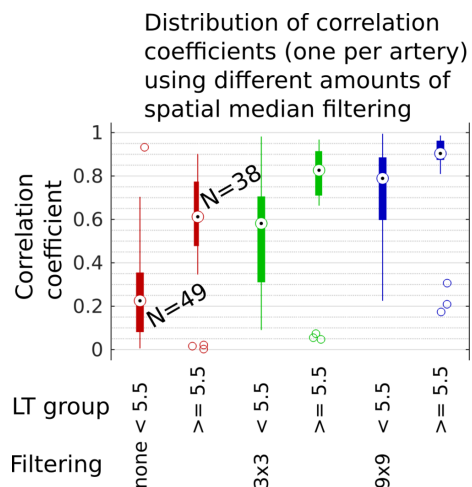 Distribution of correlation
coefficients (one per artery)
using different amounts of
spatial median filtering
Correlation
coefficient
1
0.8
0.6
0.4
0.2
0
N=38
N=49
LT group
< 5.5
>= 5.5
< 5.5
>= 5.5
< 5.5
>= 5.5
Filtering
none
3x3
9x9